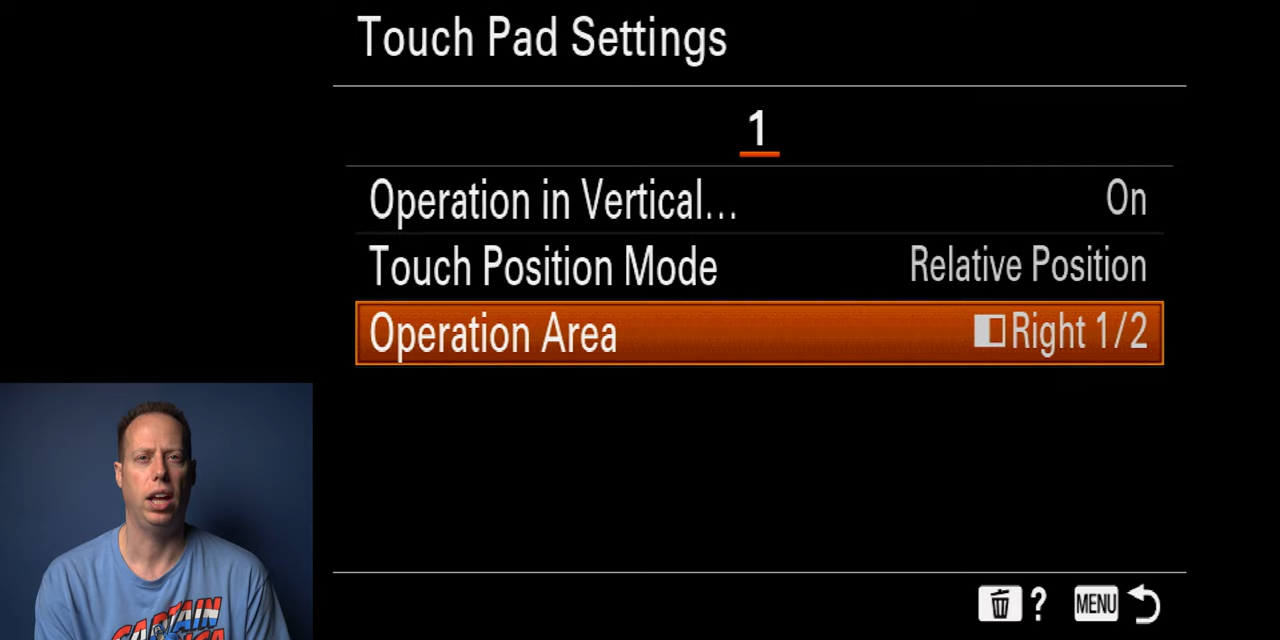 Touch Pad Settings
1
Operation in Vertical... On
Touch Position Mode Relative Position
Operation Area Right 1/2
? MENU
CAPTAIN